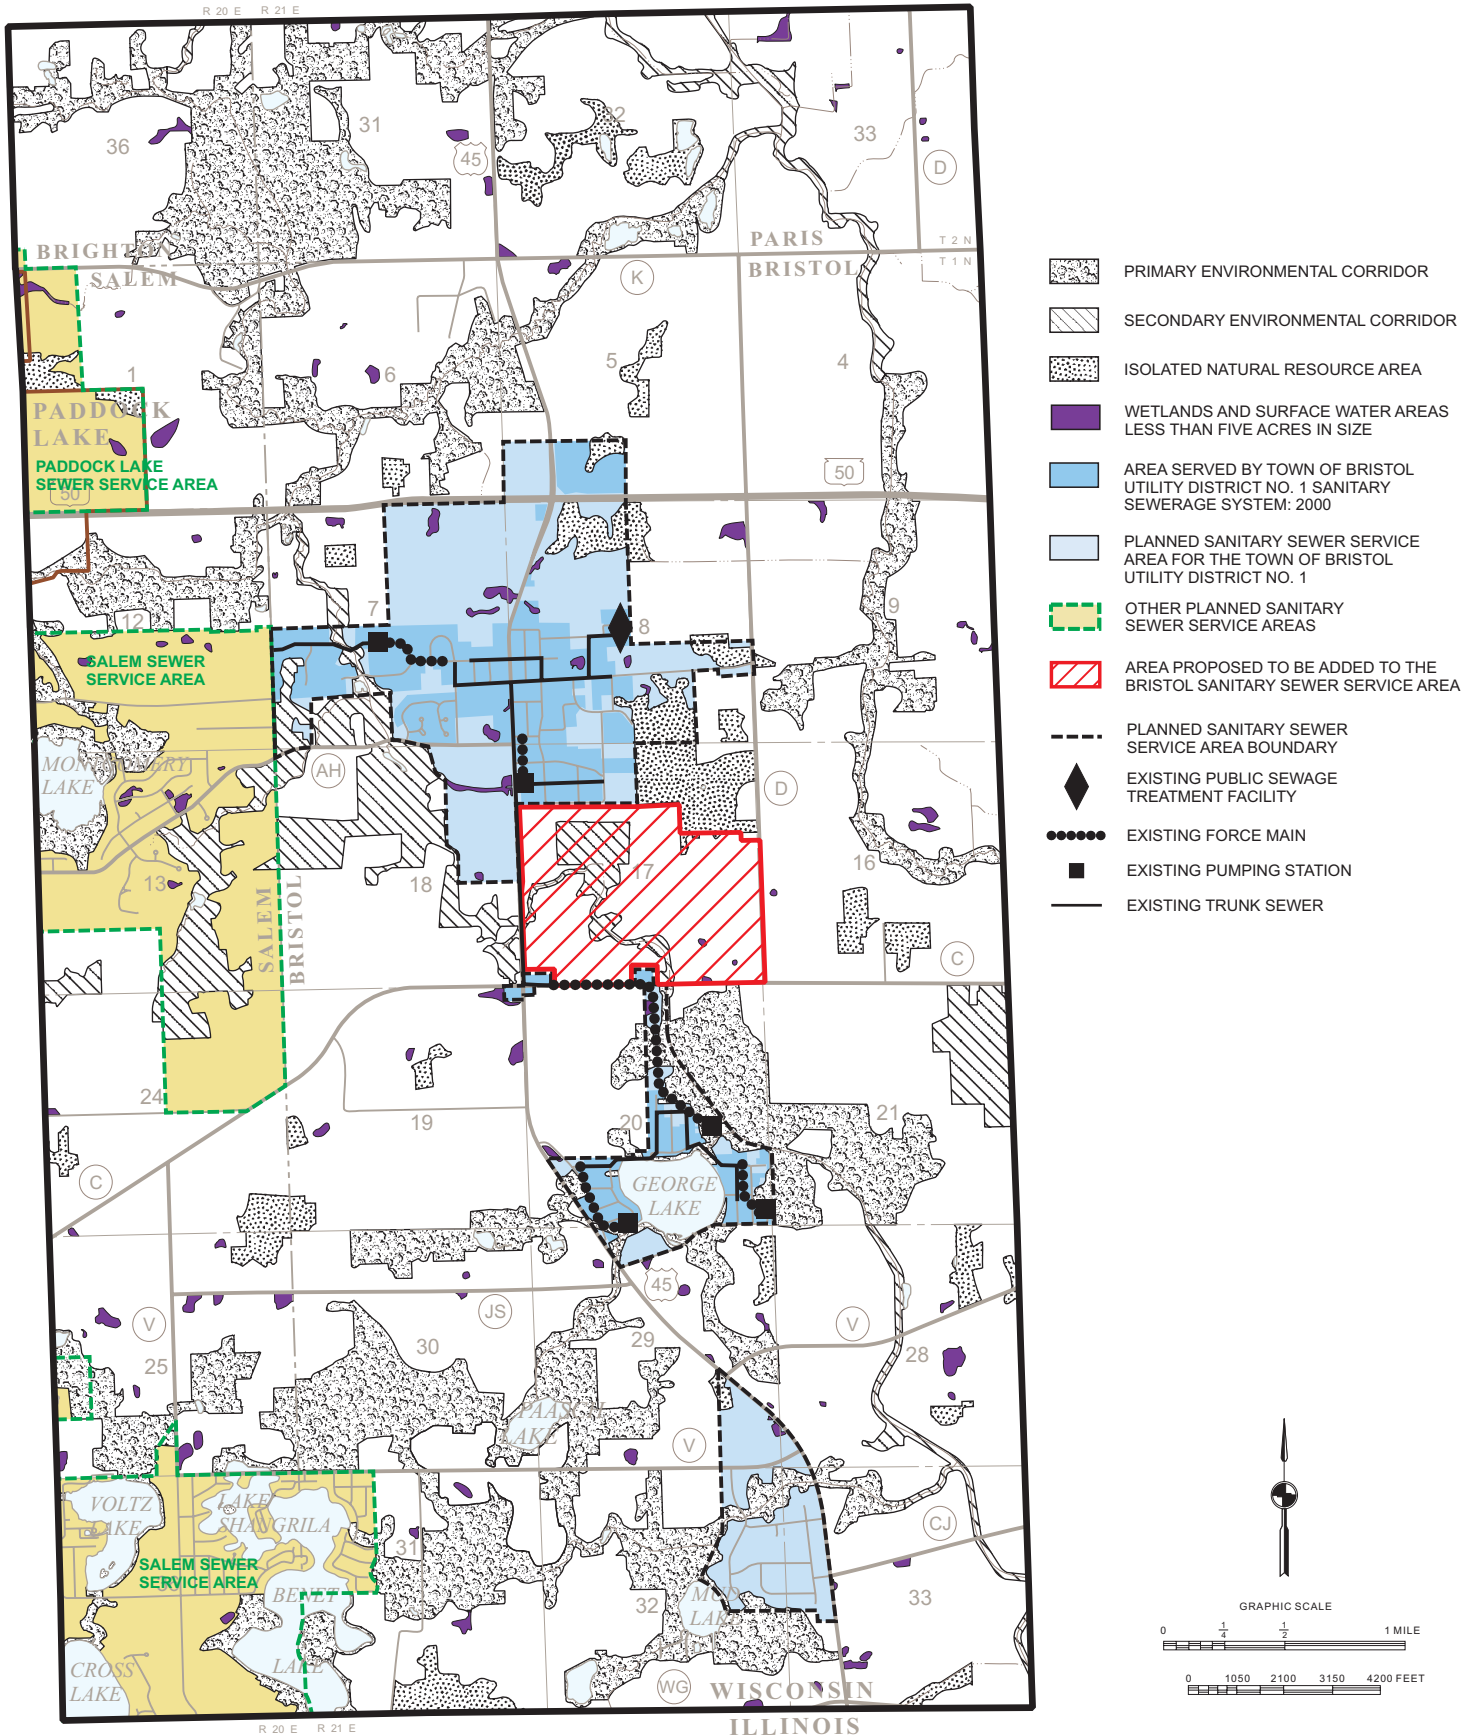 R 20 E R 21 E
36
31
32
33
45
D
BRIGHTON
SALEM
PARIS
BRISTOL
T 2 N
T 1 N
K
1
6
5
4
PADDOCK
LAKE
PADDOCK LAKE
SEWER SERVICE AREA
50
50
12
7
8
9
SALEM SEWER
SERVICE AREA
MONTGOMERY
LAKE
AH
D
13
18
17
16
SALEM
BRISTOL
C
24
19
20
21
C
GEORGE
LAKE
45
V
JS
V
25
30
29
28
PAASCH
LAKE
V
VOLTZ
LAKE
LAKE
SHANGRILA
CJ
31
SALEM SEWER
SERVICE AREA
36
BENET
LAKE
32
MUD
LAKE
33
CROSS
LAKE
WG
WISCONSIN
ILLINOIS
R 20 E R 21 E
PRIMARY ENVIRONMENTAL CORRIDOR
SECONDARY ENVIRONMENTAL CORRIDOR
ISOLATED NATURAL RESOURCE AREA
WETLANDS AND SURFACE WATER AREAS
LESS THAN FIVE ACRES IN SIZE
AREA SERVED BY TOWN OF BRISTOL
UTILITY DISTRICT NO. 1 SANITARY
SEWERAGE SYSTEM: 2000
PLANNED SANITARY SEWER SERVICE
AREA FOR THE TOWN OF BRISTOL
UTILITY DISTRICT NO. 1
OTHER PLANNED SANITARY
SEWER SERVICE AREAS
AREA PROPOSED TO BE ADDED TO THE
BRISTOL SANITARY SEWER SERVICE AREA
PLANNED SANITARY SEWER
SERVICE AREA BOUNDARY
EXISTING PUBLIC SEWAGE
TREATMENT FACILITY
EXISTING FORCE MAIN
EXISTING PUMPING STATION
EXISTING TRUNK SEWER
GRAPHIC SCALE
0 1/4 1/2 1 MILE
0 1050 2100 3150 4200 FEET